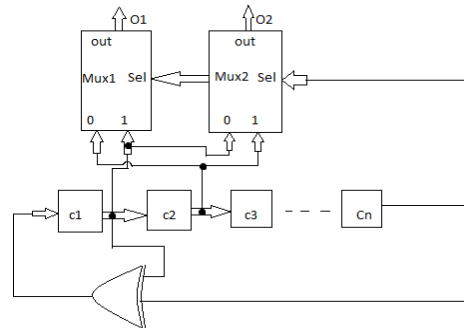 O1 O2
out out
Mux1 Sel Mux2 Sel
0 1 0 1
c1 c2 c3 Cn